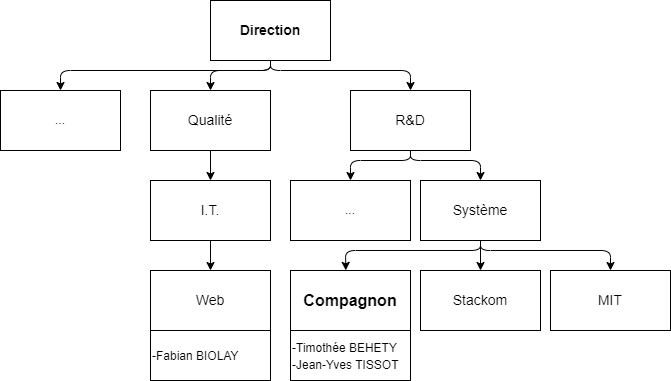 Direction
...
Qualité
R&D
I.T.
...
Système
Web
Compagnon
Stackom
MIT
-Fabian BIOLAY
-Timothée BEHETY
-Jean-Yves TISSOT